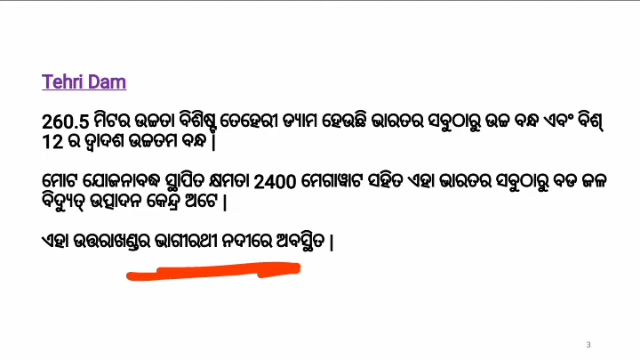 Tehri Dam
260.5 ମିଟର ଉଚ୍ଚତା ବିଶିଷ୍ଟ ତେହେରୀ ଡ୍ୟାମ ହେଉଛି ଭାରତର ସବୁଠାରୁ ଉଚ୍ଚ ବନ୍ଧ ଏବଂ ବିଶ୍
12 ର ଦ୍ୱାଦଶ ଉଚ୍ଚତମ ବନ୍ଧ |
ମୋଟ ଯୋଜନାବଦ୍ଧ ସ୍ଥାପିତ କ୍ଷମତା 2400 ମେଗାୱାଟ ସହିତ ଏହା ଭାରତର ସବୁଠାରୁ ବଡ ଜଳ
ବିଦ୍ୟୁତ୍ ଉତ୍ପାଦନ କେନ୍ଦ୍ର ଅଟେ |
ଏହା ଉତ୍ତରାଖଣ୍ଡର ଭାଗୀରଥୀ ନଦୀରେ ଅବସ୍ଥିତ |
3